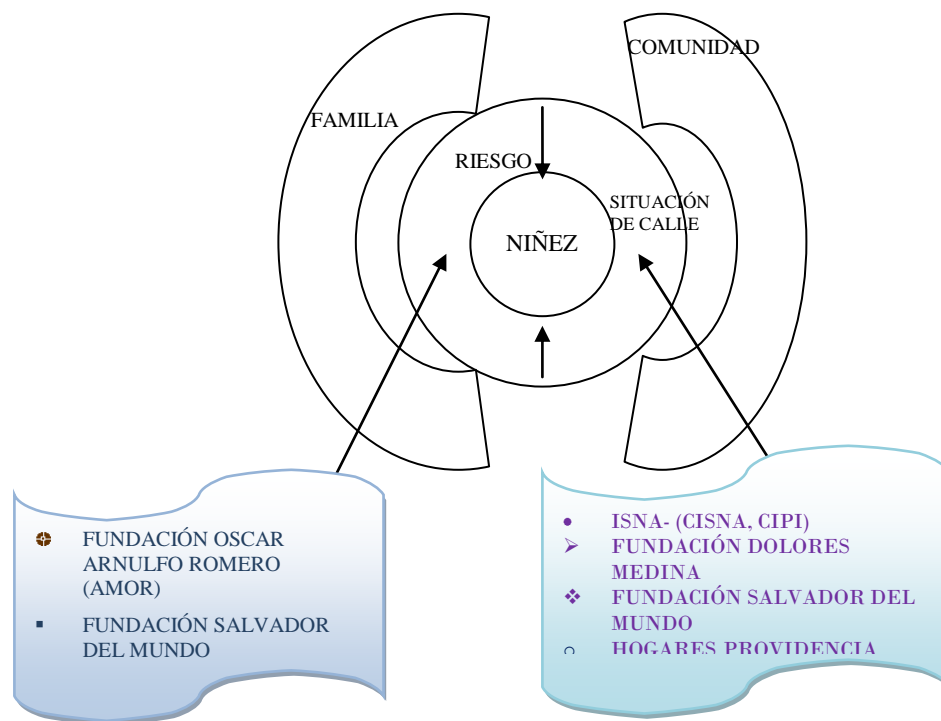 COMUNIDAD
FAMILIA
RIESGO
SITUACIÓN
DE CALLE
NIÑEZ
FUNDACIÓN OSCAR
ARNULFO ROMERO
(AMOR)
FUNDACIÓN SALVADOR
DEL MUNDO
ISNA- (CISNA, CIPI)
FUNDACIÓN DOLORES
MEDINA
FUNDACIÓN SALVADOR DEL
MUNDO
HOGARES PROVIDENCIA